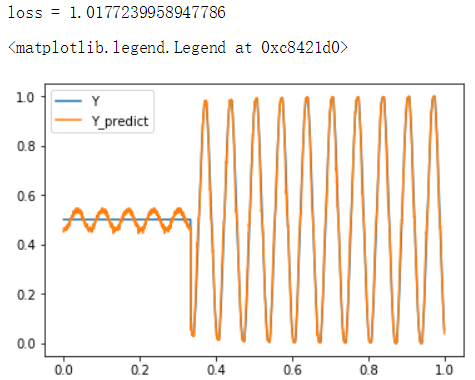 loss = 1.0177239958947786
<matplotlib.legend.Legend at 0xc8421d0>
1.0
Y
Y_predict
0.8
0.6
0.4
0.2
0.0
0.0 0.2 0.4 0.6 0.8 1.0